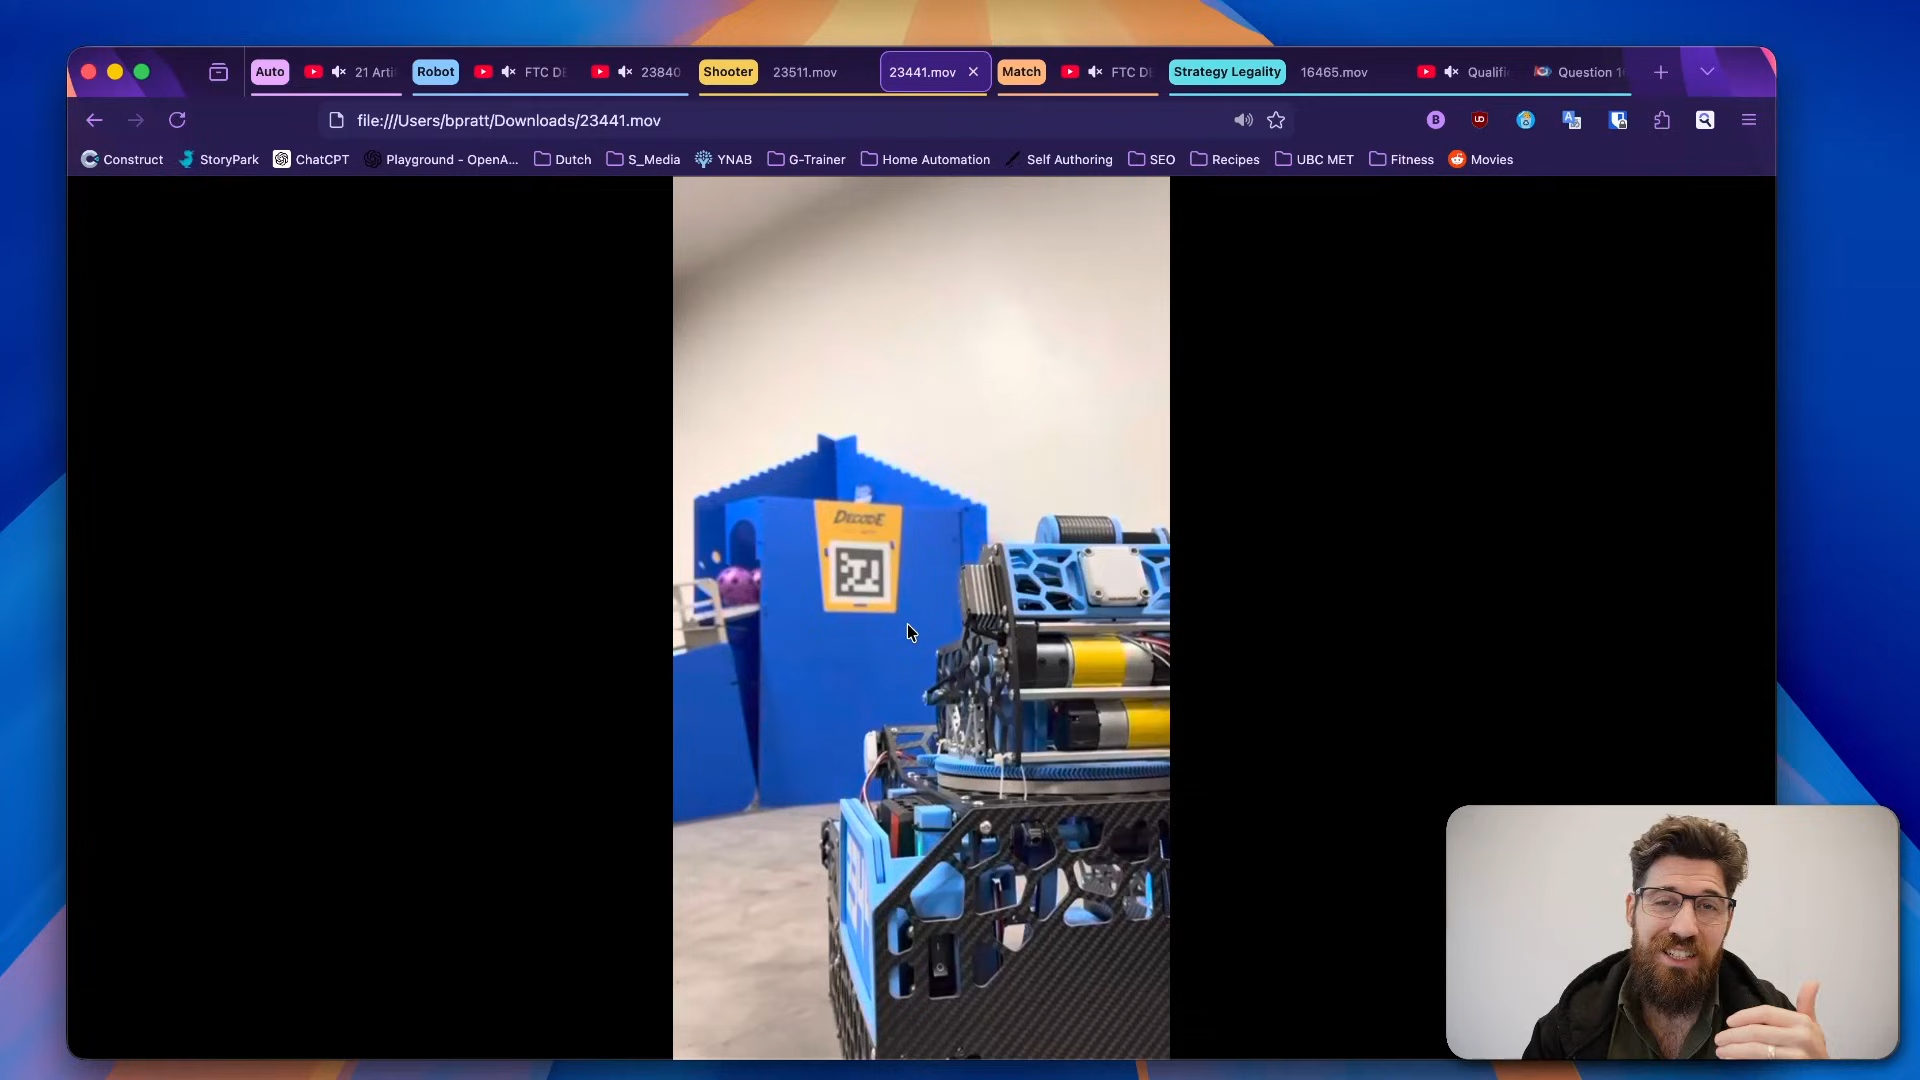 Auto
21 Arti
Robot
FTC DE
23840
Shooter
23511.mov
23441.mov
Match
FTC DE
Strategy Legality
16465.mov
Qualifi
Question 1
file:///Users/bpratt/Downloads/23441.mov
B
Construct
StoryPark
ChatCPT
Playground - OpenA...
Dutch
S_Media
YNAB
G-Trainer
Home Automation
Self Authoring
SEO
Recipes
UBC MET
Fitness
Movies
DECODE